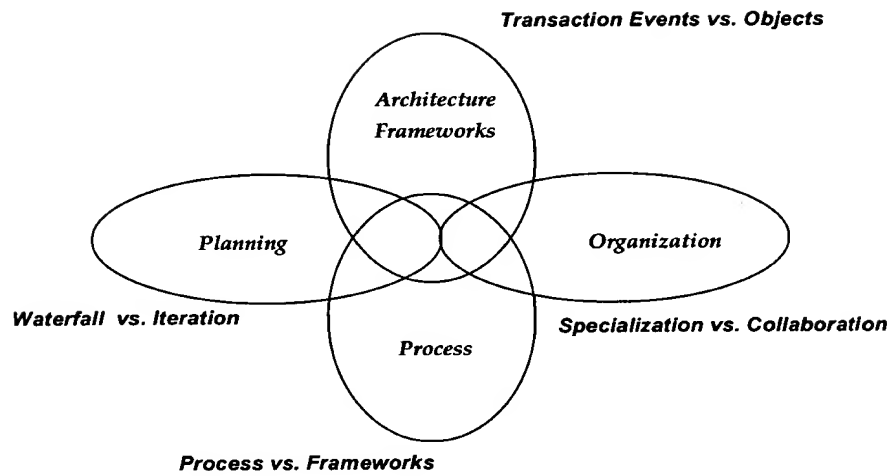 Transaction Events vs. Objects
Architecture
Frameworks
Planning
Organization
Waterfall vs. Iteration
Specialization vs. Collaboration
Process
Process vs. Frameworks